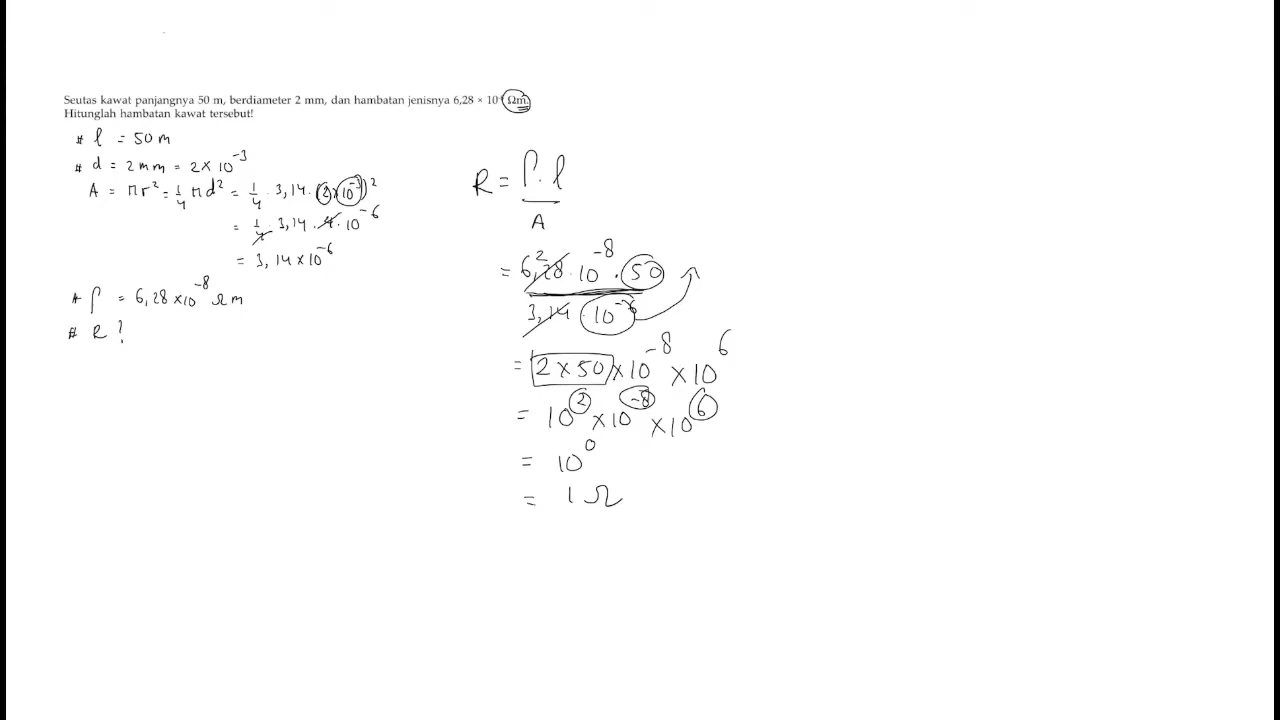 Seutas kawat panjangnya 50 m, berdiameter 2 mm, dan hambatan jenisnya 6,28 × 10⁻⁸ Ωm.
Hitunglah hambatan kawat tersebut!
# l = 50 m
# d = 2 mm = 2 × 10⁻³
A = πr² = 1/4 πd² = 1/4 · 3,14 · (2×10⁻³)²
= 1/4 · 3,14 · 4 · 10⁻⁶
= 3,14 × 10⁻⁶
# ρ = 6,28 × 10⁻⁸ Ω m
# R ?
R = ρ · l / A
= 6,28 · 10⁻⁸ · 50 / 3,14 · 10⁻⁶
2
= 2 × 50 × 10⁻⁸ × 10⁶
= 10² × 10⁻⁸ × 10⁶
= 10⁰
= 1 Ω